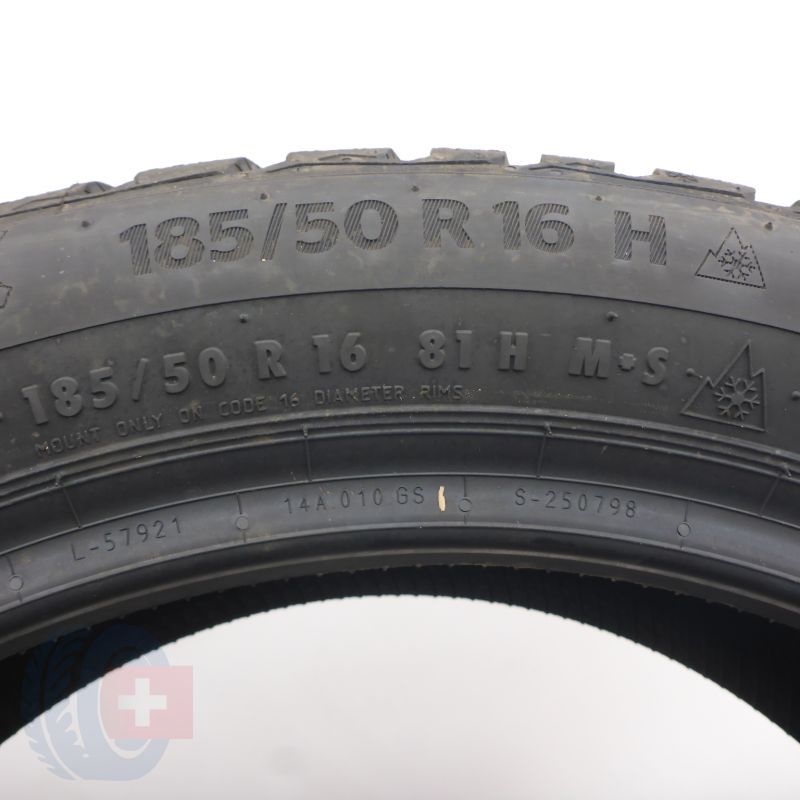 185/50 R 16 H
185/50 R 16 81 H M+S
MOUNT ONLY ON CODE 16 DIAMETER RIMS
L-57921 14A 010 GS S-250798